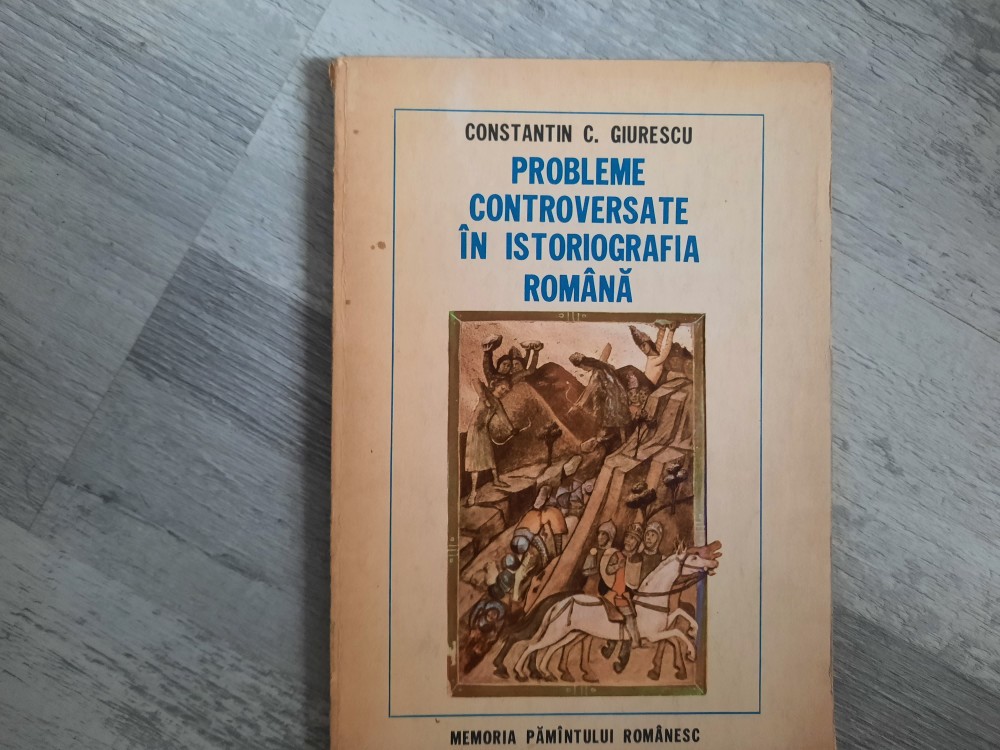 CONSTANTIN C. GIURESCU
PROBLEME
CONTROVERSATE
ÎN ISTORIOGRAFIA
ROMÂNĂ
MEMORIA PĂMÎNTULUI ROMÂNESC